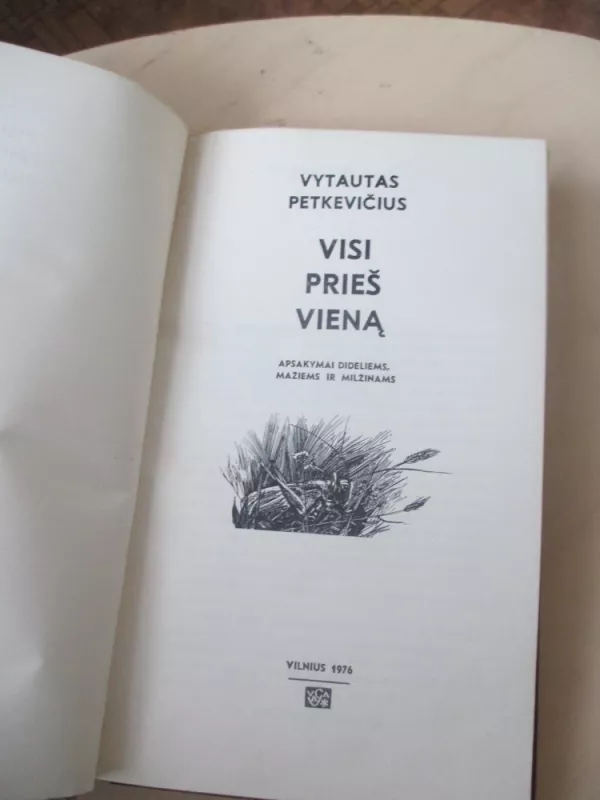 VYTAUTAS
PETKEVIČIUS
VISI
PRIEŠ
VIENĄ
APSAKYMAI DIDELIEMS,
MAŽIEMS IR MILŽINAMS
VILNIUS 1976